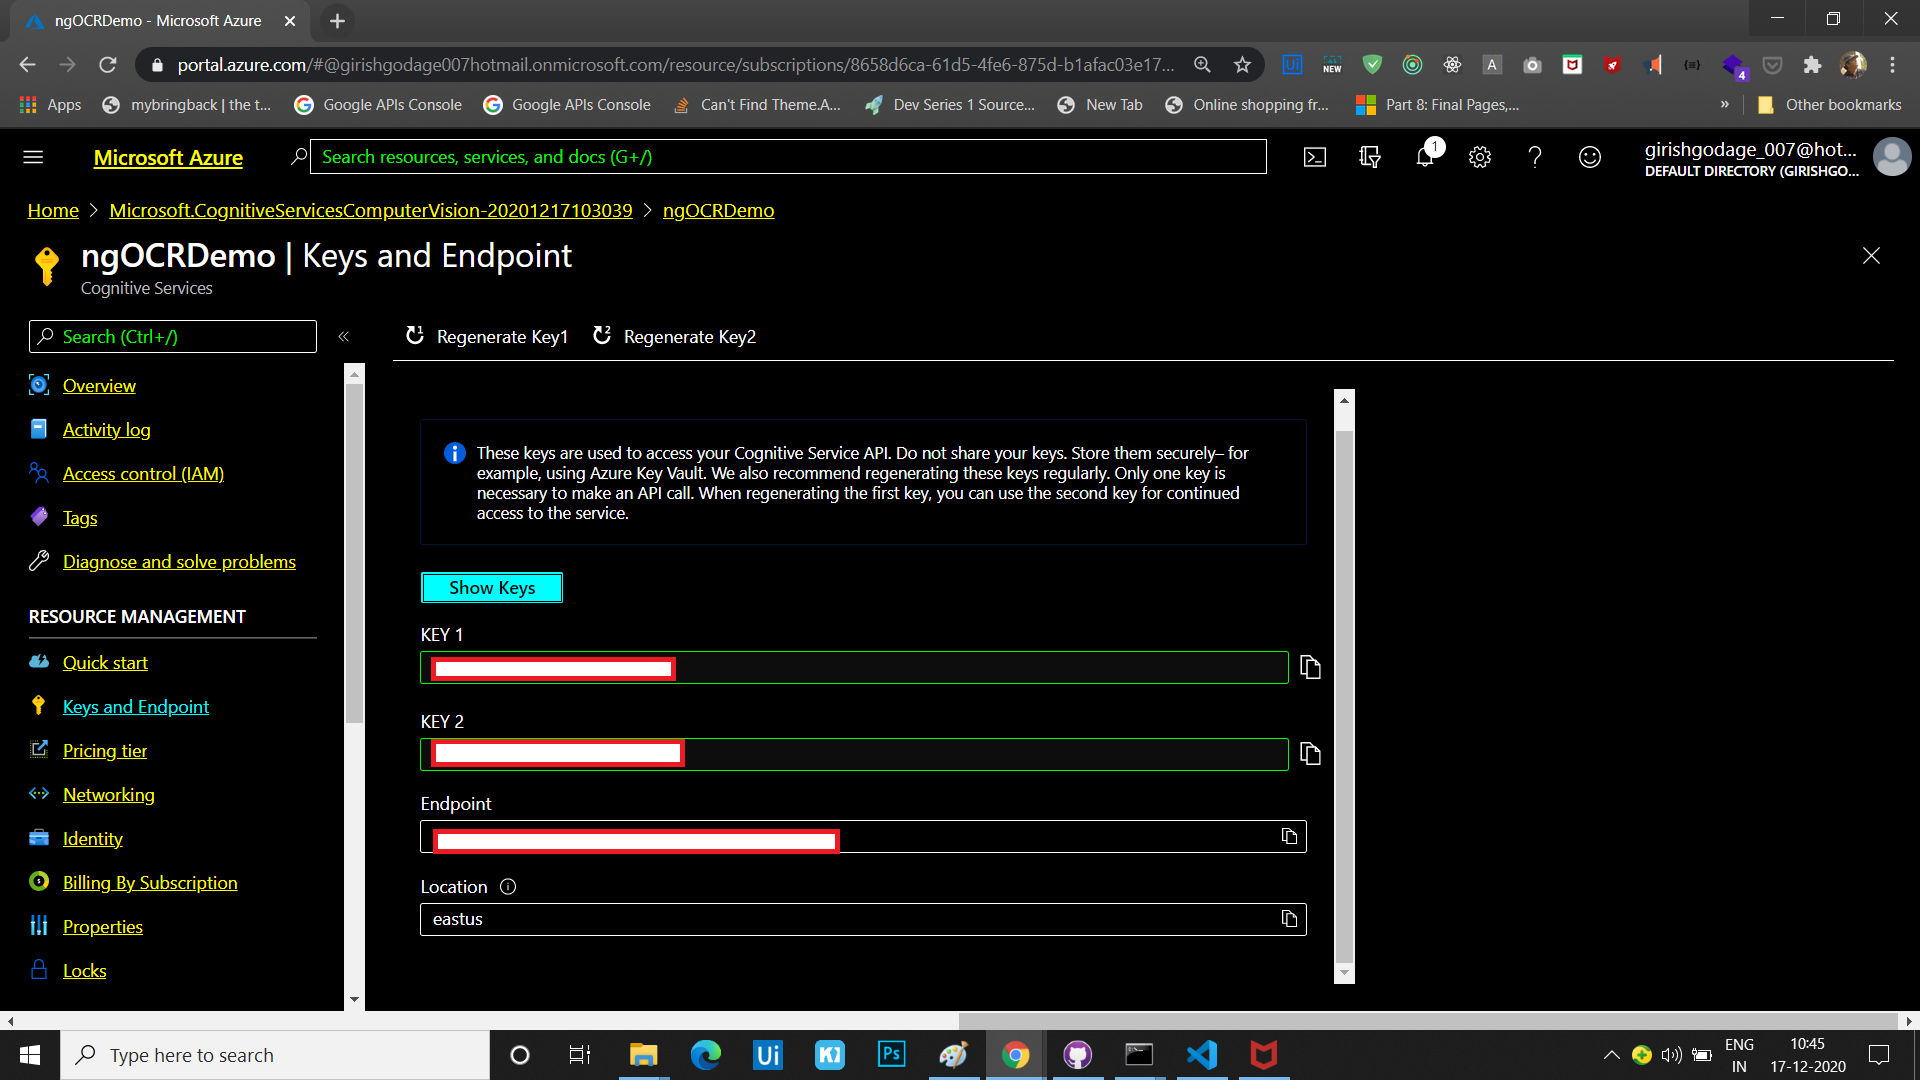 ngOCRDemo - Microsoft Azure
portal.azure.com/#@girishgodage007hotmail.onmicrosoft.com/resource/subscriptions/8658d6ca-61d5-4fe6-875d-b1afac03e17...
NEW
4
Apps
mybringback | the t...
Google APIs Console
Google APIs Console
Can't Find Theme.A...
Dev Series 1 Source...
New Tab
Online shopping fr...
Part 8: Final Pages,...
»
Other bookmarks
Microsoft Azure
Search resources, services, and docs (G+/)
1
girishgodage_007@hot...
DEFAULT DIRECTORY (GIRISHGO...
Home > Microsoft.CognitiveServicesComputerVision-20201217103039 > ngOCRDemo
ngOCRDemo | Keys and Endpoint
Cognitive Services
Search (Ctrl+/)
«
Regenerate Key1
Regenerate Key2
Overview
Activity log
Access control (IAM)
Tags
Diagnose and solve problems
RESOURCE MANAGEMENT
Quick start
Keys and Endpoint
Pricing tier
Networking
Identity
Billing By Subscription
Properties
Locks
These keys are used to access your Cognitive Service API. Do not share your keys. Store them securely– for
example, using Azure Key Vault. We also recommend regenerating these keys regularly. Only one key is
necessary to make an API call. When regenerating the first key, you can use the second key for continued
access to the service.
Show Keys
KEY 1
KEY 2
Endpoint
Location
eastus
Type here to search
Ui
Ps
ENG
IN
10:45
17-12-2020